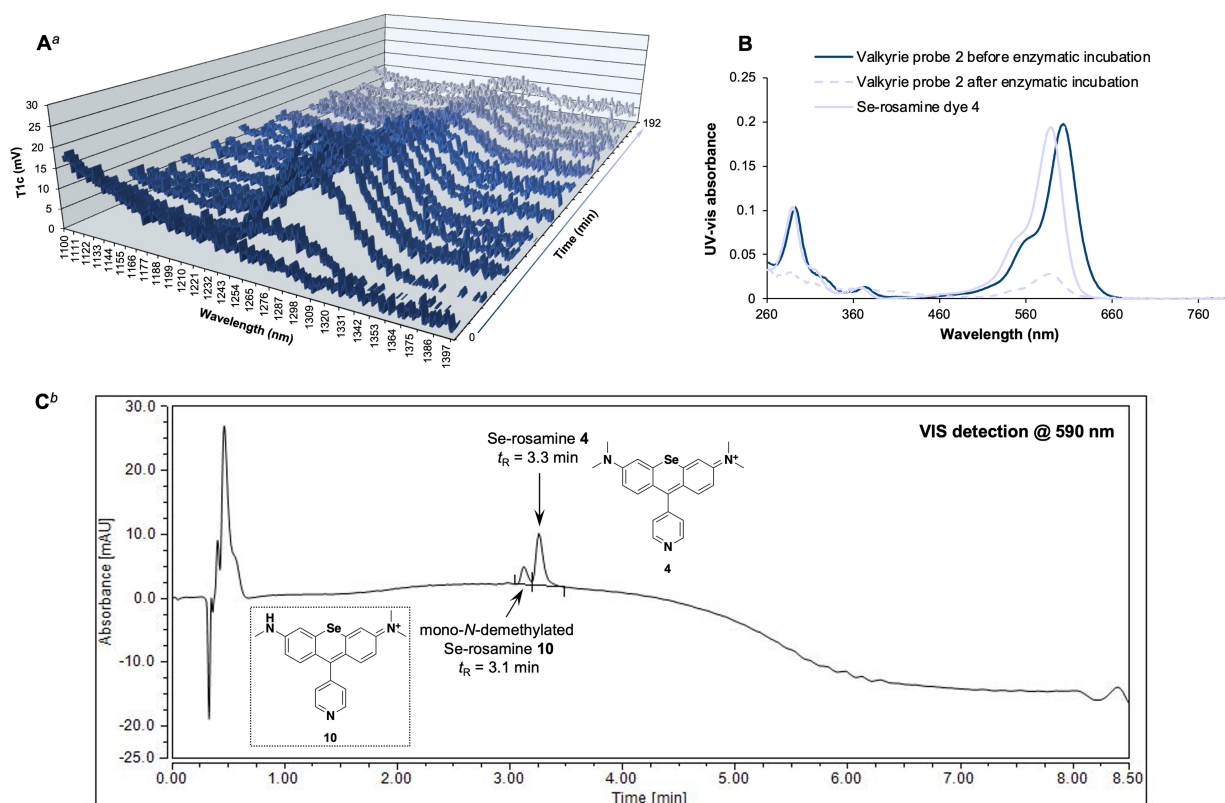 Aa
T1c (mV)
30
25
20
15
10
5
0
1100
1111
1122
1133
1144
1155
1166
1177
1188
1199
1210
1221
1232
1243
1254
1265
1276
1287
1298
1309
1320
1331
1342
1353
1364
1375
1386
1397
Wavelength (nm)
0
Time (min)
192
B
Valkyrie probe 2 before enzymatic incubation
Valkyrie probe 2 after enzymatic incubation
Se-rosamine dye 4
UV-vis absorbance
0.25
0.2
0.15
0.1
0.05
0
260 360 460 560 660 760
Wavelength (nm)
Cb
VIS detection @ 590 nm
Absorbance [mAU]
30.0
20.0
10.0
0.0
-10.0
-20.0
-25.0
Se-rosamine 4
tR = 3.3 min
N Se N+
N
4
mono-N-demethylated
Se-rosamine 10
tR = 3.1 min
H
N Se N+
N
10
0.00 1.00 2.00 3.00 4.00 5.00 6.00 7.00 8.00 8.50
Time [min]